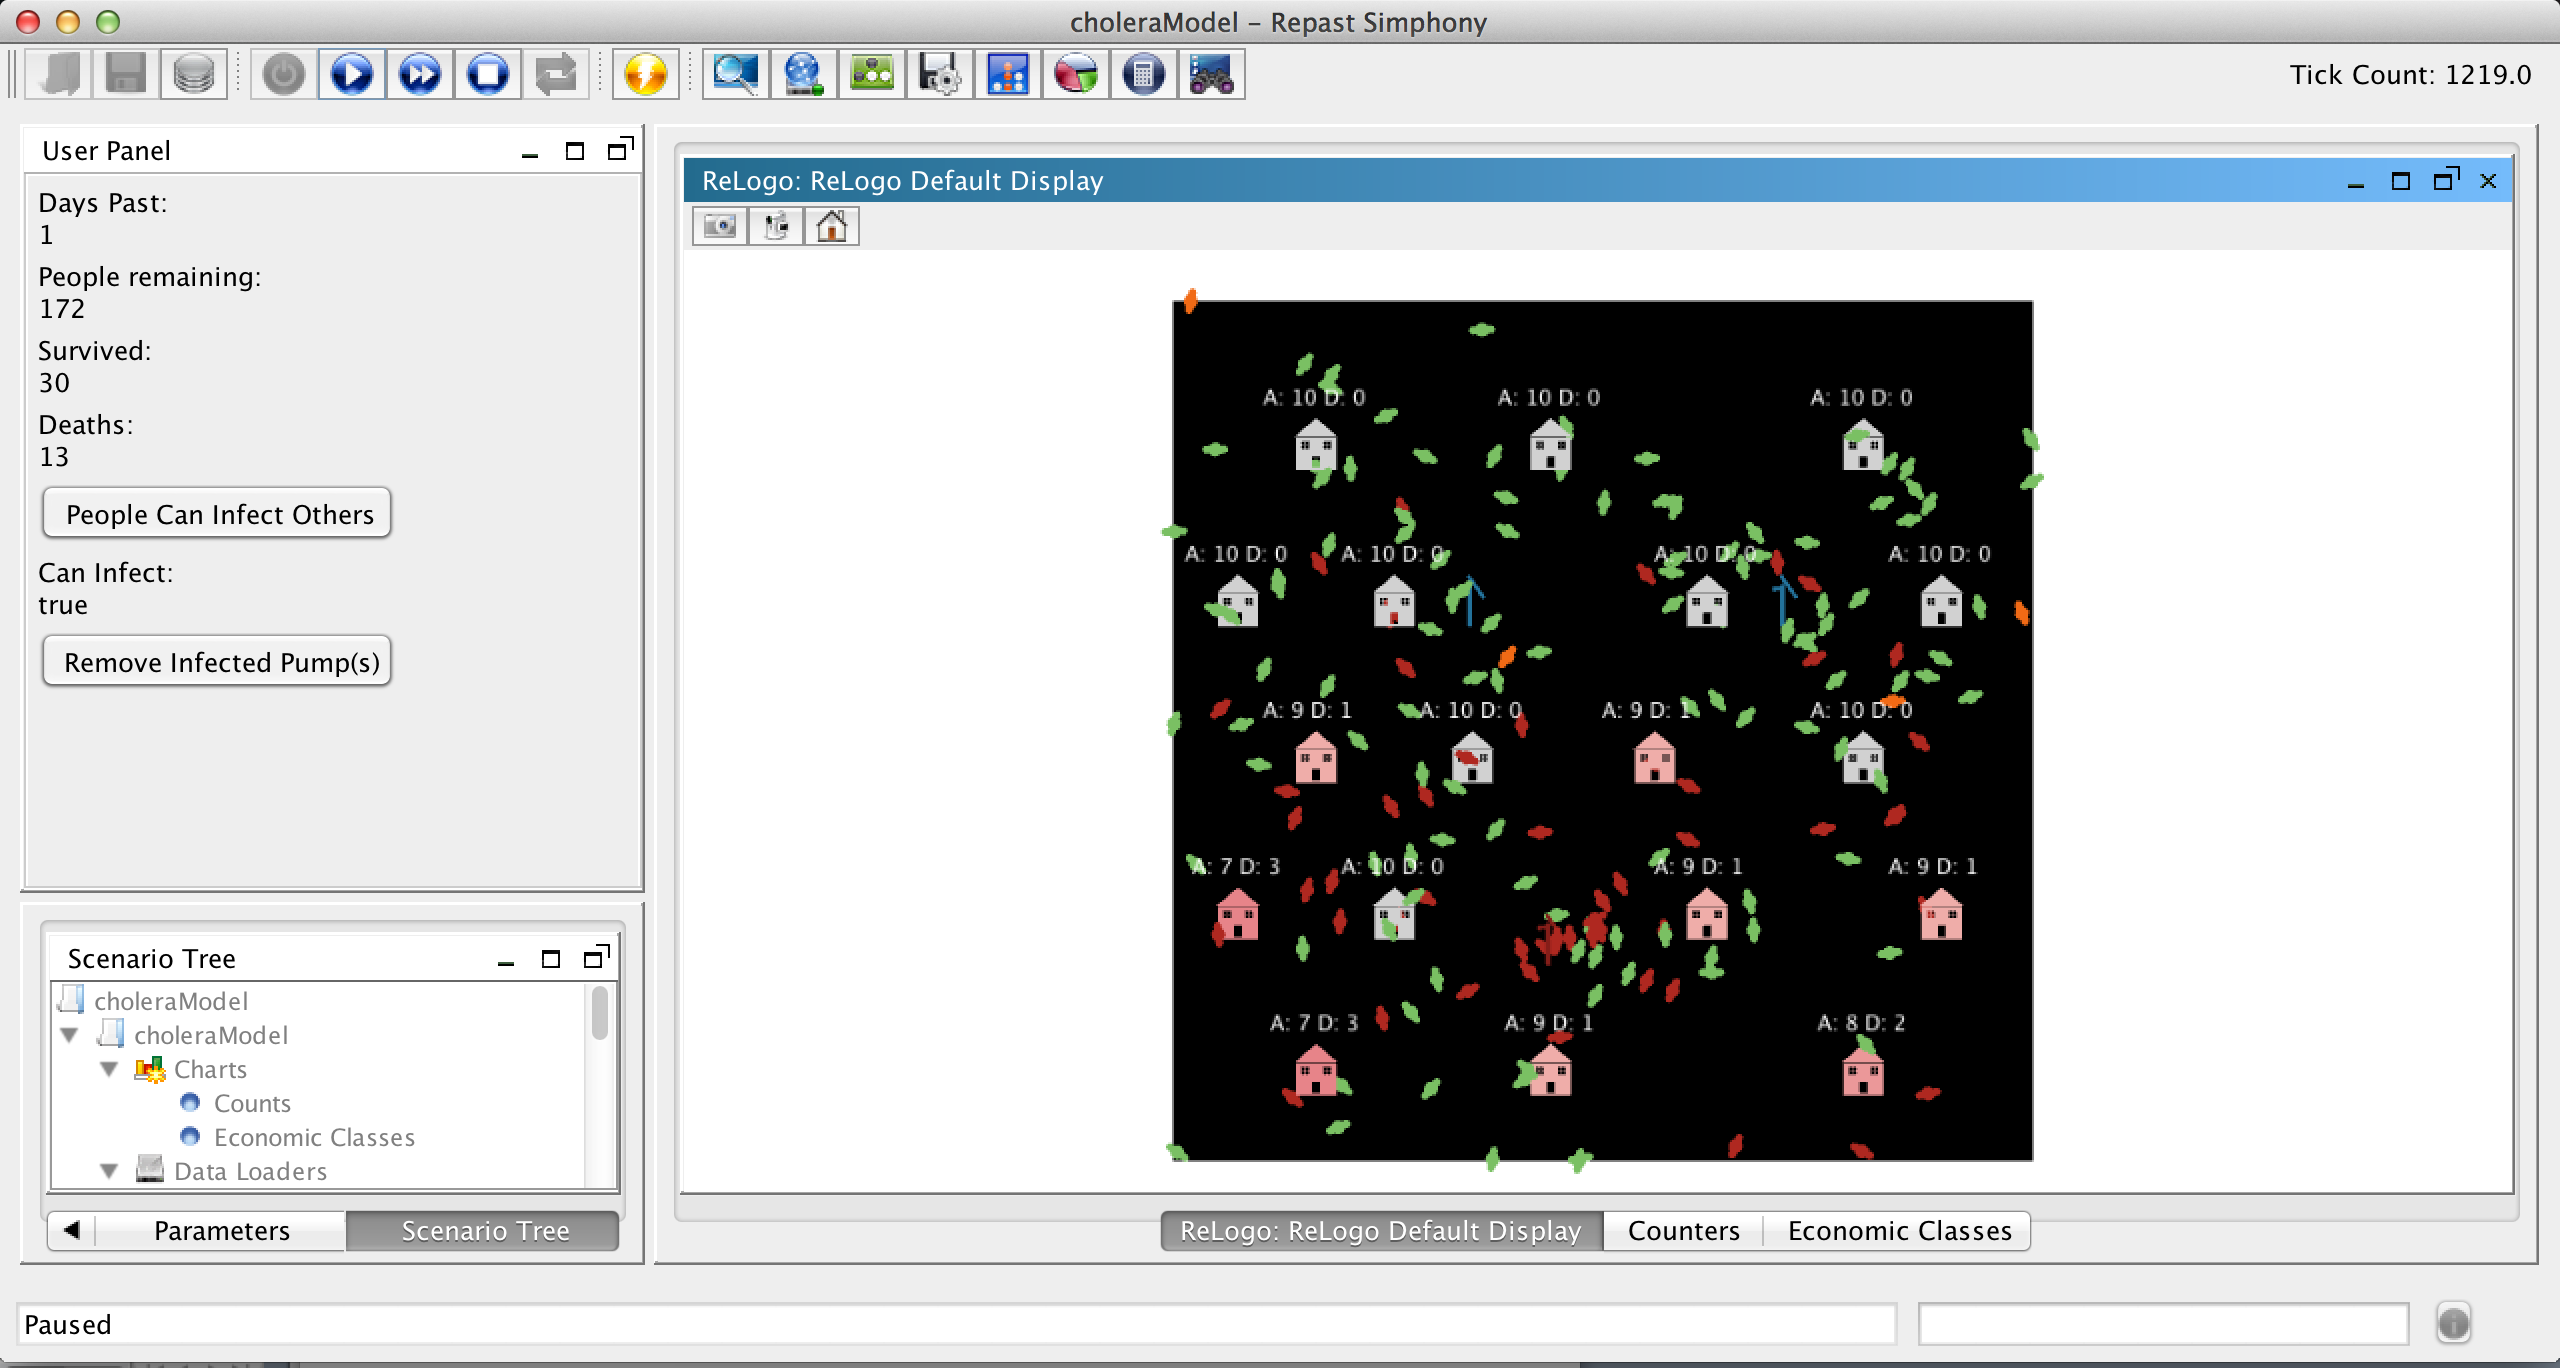 choleraModel – Repast Simphony
Tick Count: 1219.0
User Panel
Days Past:
1
People remaining:
172
Survived:
30
Deaths:
13
People Can Infect Others
Can Infect:
true
Remove Infected Pump(s)
Scenario Tree
choleraModel
choleraModel
Charts
Counts
Economic Classes
Data Loaders
Parameters
Scenario Tree
ReLogo: ReLogo Default Display
A: 10 D: 0
A: 10 D: 0
A: 10 D: 0
A: 10 D: 0
A: 10 D: 0
A: 10 D: 0
A: 10 D: 0
A: 9 D: 1
A: 10 D: 0
A: 9 D: 1
A: 10 D: 0
A: 7 D: 3
A: 10 D: 0
A: 9 D: 1
A: 9 D: 1
A: 7 D: 3
A: 9 D: 1
A: 8 D: 2
ReLogo: ReLogo Default Display
Counters
Economic Classes
Paused